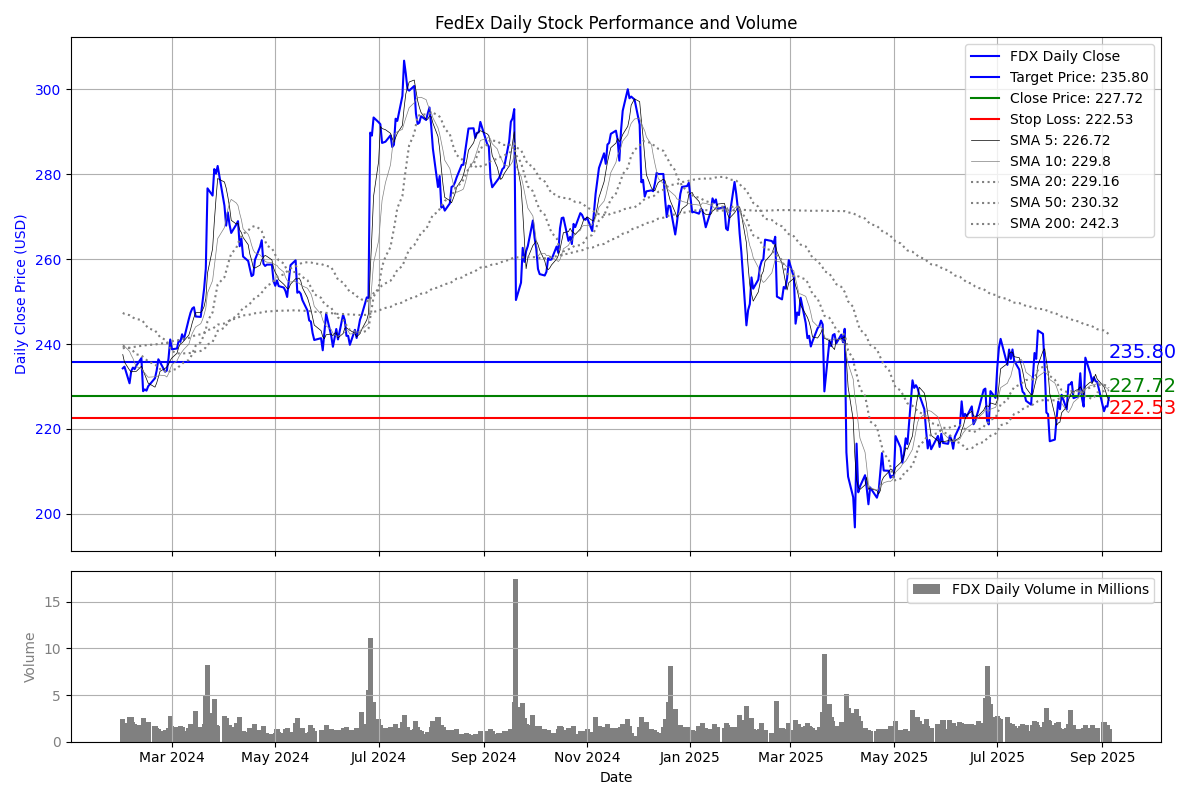 FedEx Daily Stock Performance and Volume
FDX Daily Close
Target Price: 235.80
Close Price: 227.72
Stop Loss: 222.53
SMA 5: 226.72
SMA 10: 229.8
SMA 20: 229.16
SMA 50: 230.32
SMA 200: 242.3
Daily Close Price (USD)
300
280
260
240
220
200
235.80
227.72
222.53
FDX Daily Volume in Millions
Volume
15
10
5
0
Mar 2024
May 2024
Jul 2024
Sep 2024
Nov 2024
Jan 2025
Mar 2025
May 2025
Jul 2025
Sep 2025
Date